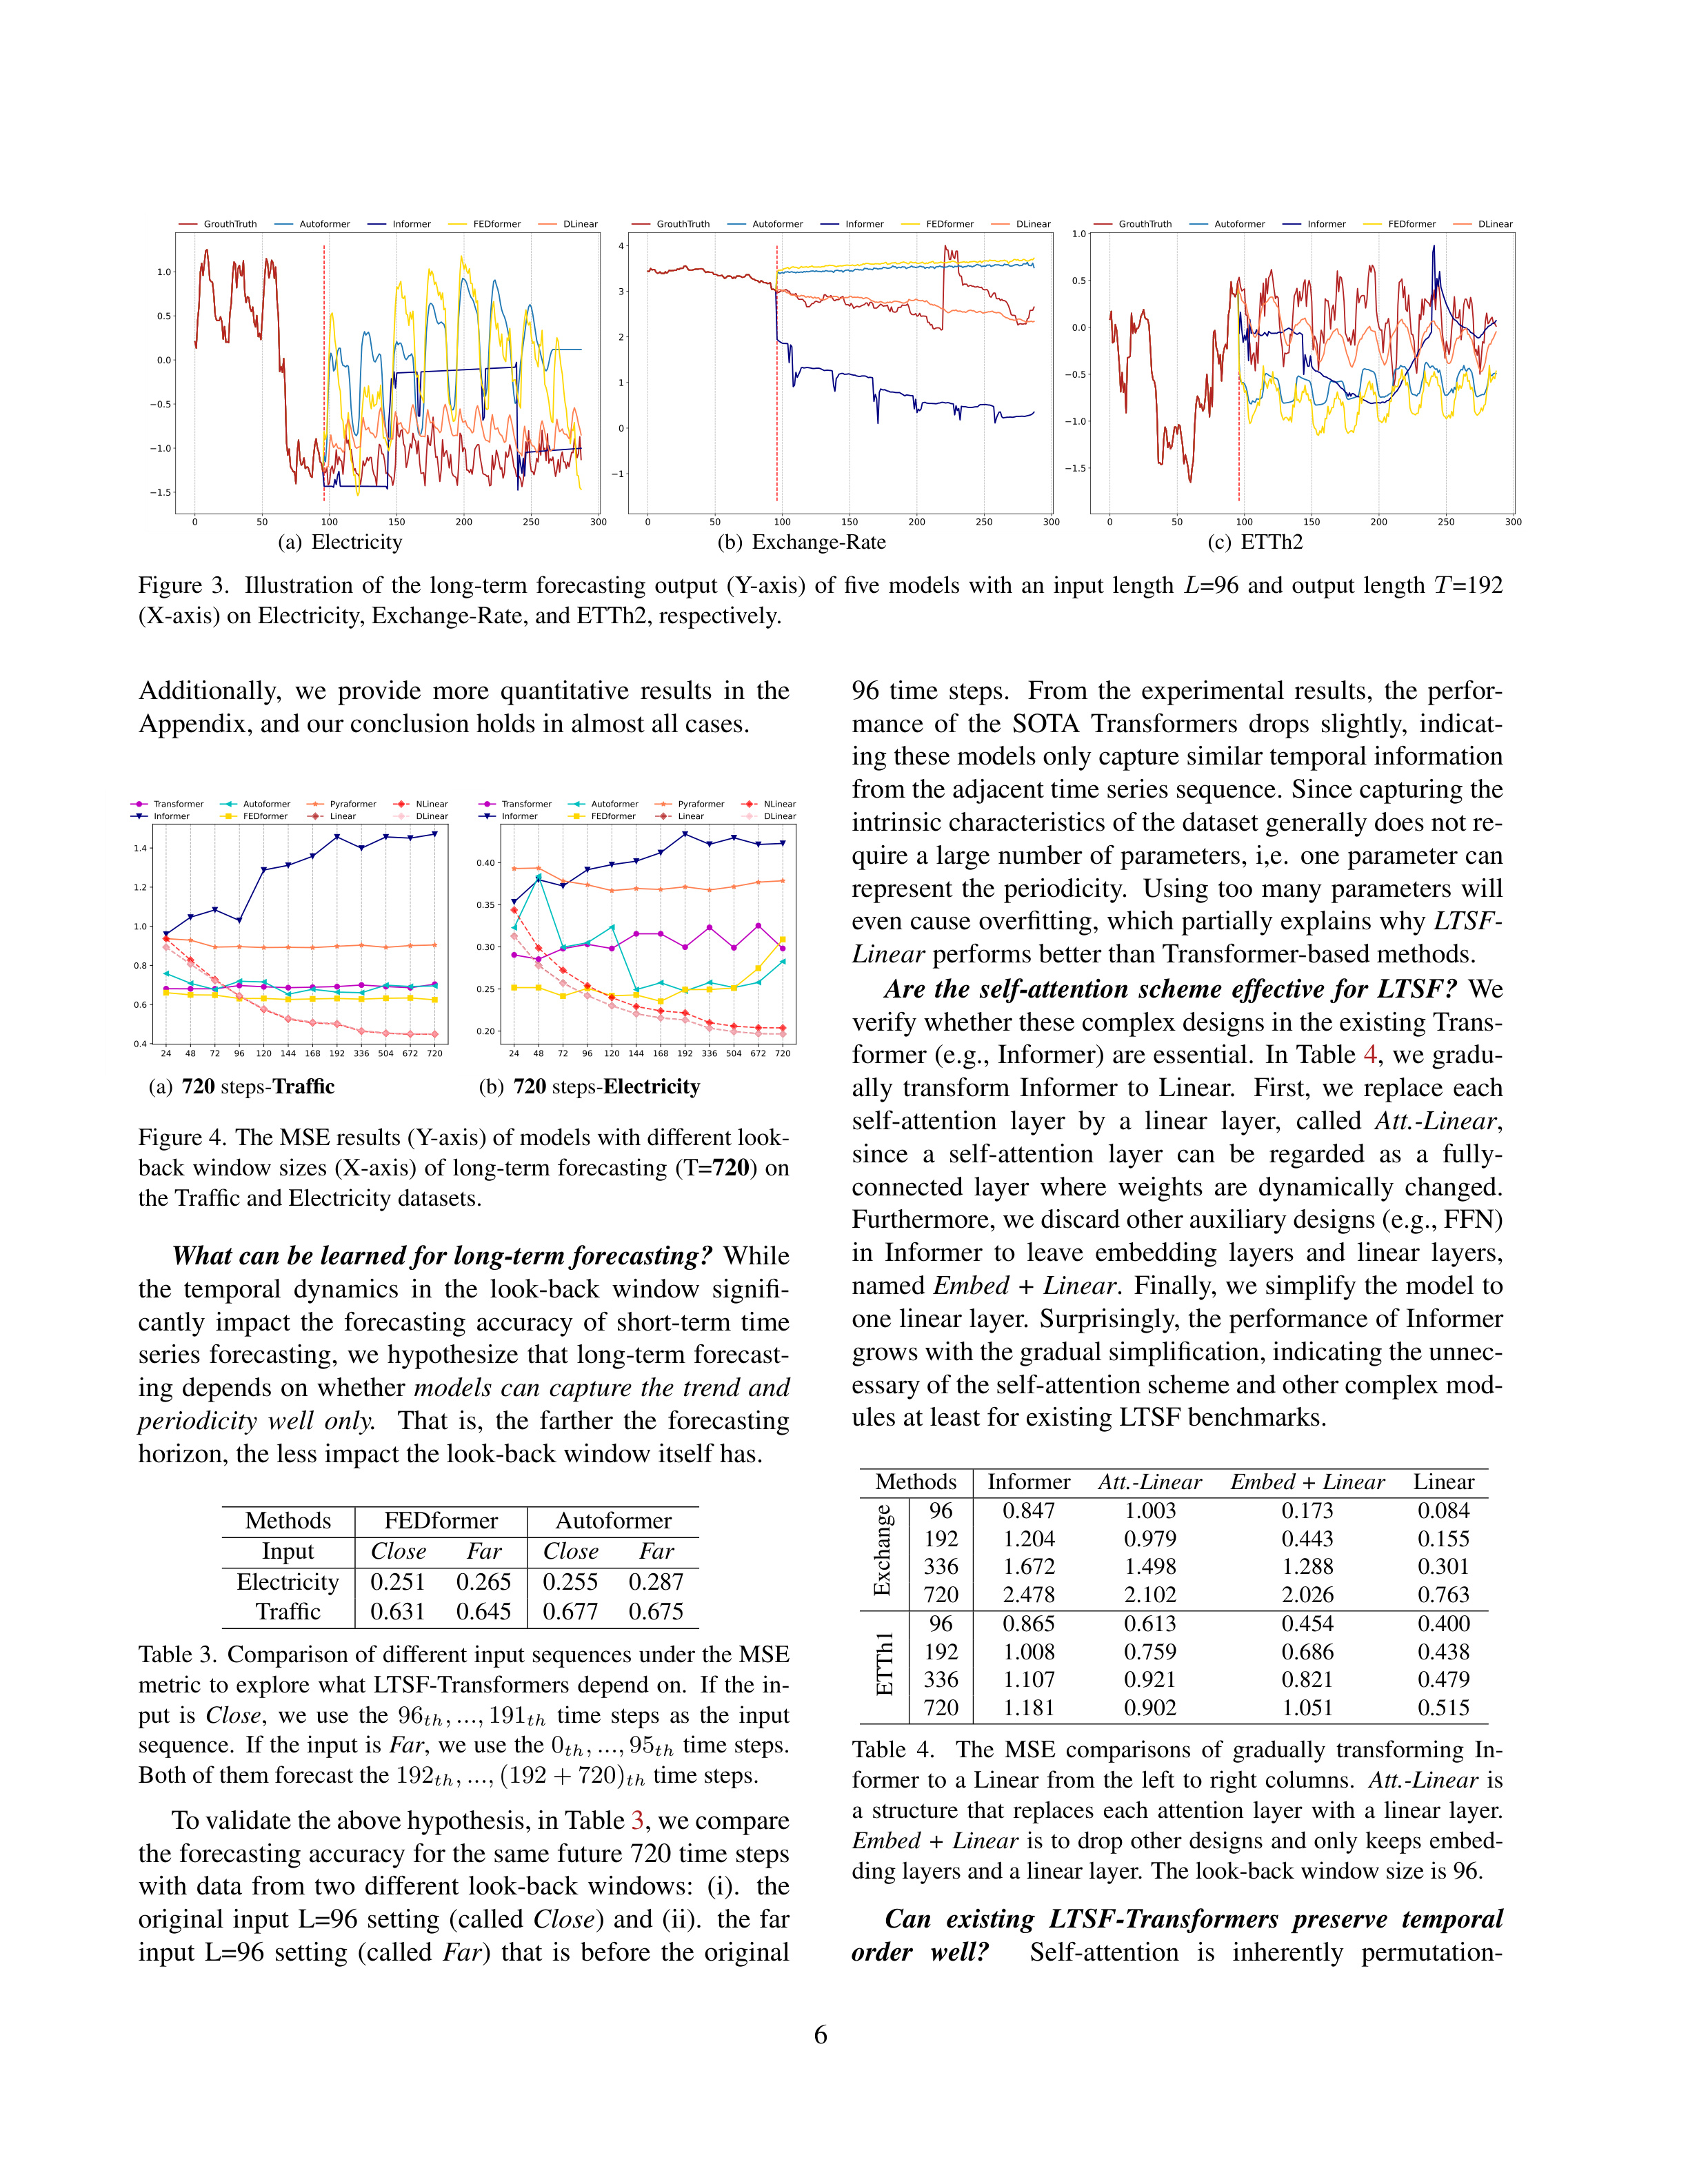 GrouthTruth Autoformer Informer FEDformer DLinear
1.0
0.5
0.0
−0.5
−1.0
−1.5
0 50 100 150 200 250 300
(a) Electricity
GrouthTruth Autoformer Informer FEDformer DLinear
4
3
2
1
0
−1
0 50 100 150 200 250 300
(b) Exchange-Rate
GrouthTruth Autoformer Informer FEDformer DLinear
1.0
0.5
0.0
−0.5
−1.0
−1.5
0 50 100 150 200 250 300
(c) ETTh2
Figure 3. Illustration of the long-term forecasting output (Y-axis) of five models with an input length L=96 and output length T=192
(X-axis) on Electricity, Exchange-Rate, and ETTh2, respectively.
Additionally, we provide more quantitative results in the
Appendix, and our conclusion holds in almost all cases.
Transformer Autoformer Pyraformer NLinear
Informer FEDformer Linear DLinear
1.4
1.2
1.0
0.8
0.6
0.4
24 48 72 96 120 144 168 192 336 504 672 720
(a) 720 steps-Traffic
Transformer Autoformer Pyraformer NLinear
Informer FEDformer Linear DLinear
0.40
0.35
0.30
0.25
0.20
24 48 72 96 120 144 168 192 336 504 672 720
(b) 720 steps-Electricity
Figure 4. The MSE results (Y-axis) of models with different look-
back window sizes (X-axis) of long-term forecasting (T=720) on
the Traffic and Electricity datasets.
What can be learned for long-term forecasting? While
the temporal dynamics in the look-back window signifi-
cantly impact the forecasting accuracy of short-term time
series forecasting, we hypothesize that long-term forecast-
ing depends on whether models can capture the trend and
periodicity well only. That is, the farther the forecasting
horizon, the less impact the look-back window itself has.
Methods FEDformer Autoformer
Input Close Far Close Far
Electricity 0.251 0.265 0.255 0.287
Traffic 0.631 0.645 0.677 0.675
Table 3. Comparison of different input sequences under the MSE
metric to explore what LTSF-Transformers depend on. If the in-
put is Close, we use the 96th, ..., 191th time steps as the input
sequence. If the input is Far, we use the 0th, ..., 95th time steps.
Both of them forecast the 192th, ..., (192 + 720)th time steps.
To validate the above hypothesis, in Table 3, we compare
the forecasting accuracy for the same future 720 time steps
with data from two different look-back windows: (i). the
original input L=96 setting (called Close) and (ii). the far
input L=96 setting (called Far) that is before the original
96 time steps. From the experimental results, the perfor-
mance of the SOTA Transformers drops slightly, indicat-
ing these models only capture similar temporal information
from the adjacent time series sequence. Since capturing the
intrinsic characteristics of the dataset generally does not re-
quire a large number of parameters, i,e. one parameter can
represent the periodicity. Using too many parameters will
even cause overfitting, which partially explains why LTSF-
Linear performs better than Transformer-based methods.
Are the self-attention scheme effective for LTSF? We
verify whether these complex designs in the existing Trans-
former (e.g., Informer) are essential. In Table 4, we gradu-
ally transform Informer to Linear. First, we replace each
self-attention layer by a linear layer, called Att.-Linear,
since a self-attention layer can be regarded as a fully-
connected layer where weights are dynamically changed.
Furthermore, we discard other auxiliary designs (e.g., FFN)
in Informer to leave embedding layers and linear layers,
named Embed + Linear. Finally, we simplify the model to
one linear layer. Surprisingly, the performance of Informer
grows with the gradual simplification, indicating the unnec-
essary of the self-attention scheme and other complex mod-
ules at least for existing LTSF benchmarks.
Methods Informer Att.-Linear Embed + Linear Linear
Exchange
96 0.847 1.003 0.173 0.084
192 1.204 0.979 0.443 0.155
336 1.672 1.498 1.288 0.301
720 2.478 2.102 2.026 0.763
ETTh1
96 0.865 0.613 0.454 0.400
192 1.008 0.759 0.686 0.438
336 1.107 0.921 0.821 0.479
720 1.181 0.902 1.051 0.515
Table 4. The MSE comparisons of gradually transforming In-
former to a Linear from the left to right columns. Att.-Linear is
a structure that replaces each attention layer with a linear layer.
Embed + Linear is to drop other designs and only keeps embed-
ding layers and a linear layer. The look-back window size is 96.
Can existing LTSF-Transformers preserve temporal
order well? Self-attention is inherently permutation-
6